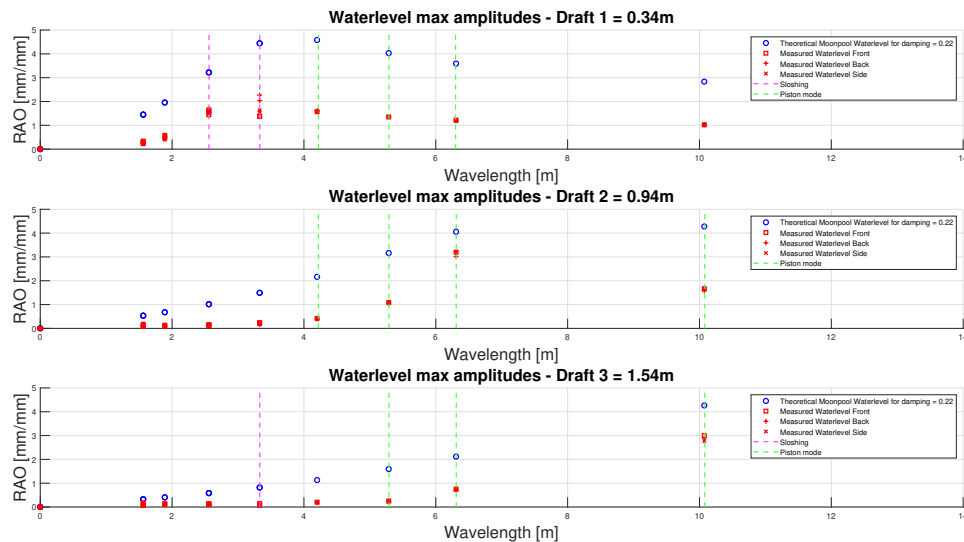 Waterlevel max amplitudes - Draft 1 = 0.34m
RAO [mm/mm]
5
4
3
2
1
0
0 2 4 6 8 10 12 14
Wavelength [m]
Theoretical Moonpool Waterlevel for damping = 0.22
Measured Waterlevel Front
Measured Waterlevel Back
Measured Waterlevel Side
Sloshing
Piston mode
Waterlevel max amplitudes - Draft 2 = 0.94m
RAO [mm/mm]
5
4
3
2
1
0
0 2 4 6 8 10 12 14
Wavelength [m]
Theoretical Moonpool Waterlevel for damping = 0.22
Measured Waterlevel Front
Measured Waterlevel Back
Measured Waterlevel Side
Piston mode
Waterlevel max amplitudes - Draft 3 = 1.54m
RAO [mm/mm]
5
4
3
2
1
0
0 2 4 6 8 10 12 14
Wavelength [m]
Theoretical Moonpool Waterlevel for damping = 0.22
Measured Waterlevel Front
Measured Waterlevel Back
Measured Waterlevel Side
Sloshing
Piston mode